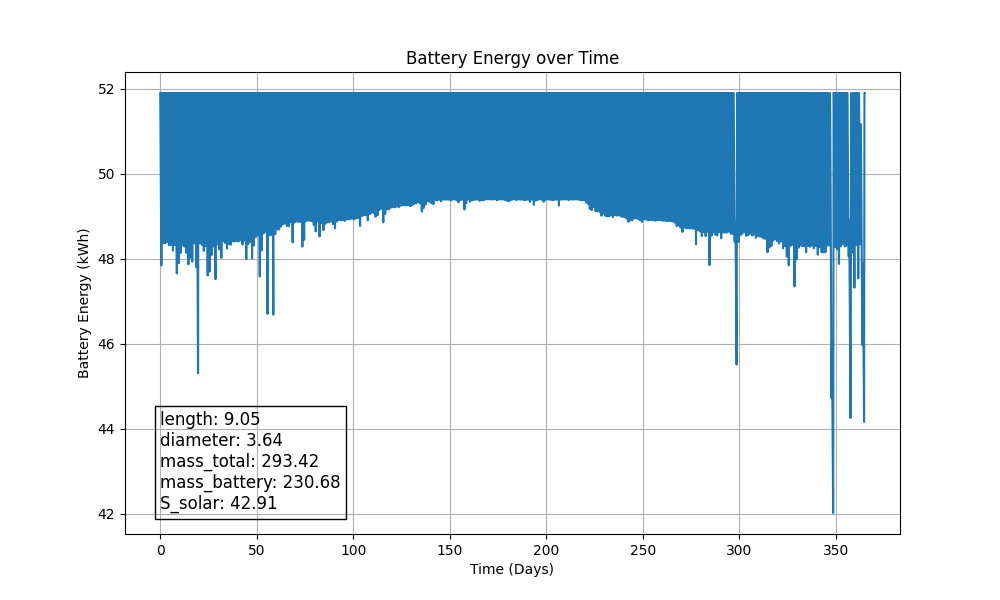 Battery Energy over Time
Battery Energy (kWh)
52
50
48
46
44
42
length: 9.05
diameter: 3.64
mass_total: 293.42
mass_battery: 230.68
S_solar: 42.91
0 50 100 150 200 250 300 350
Time (Days)